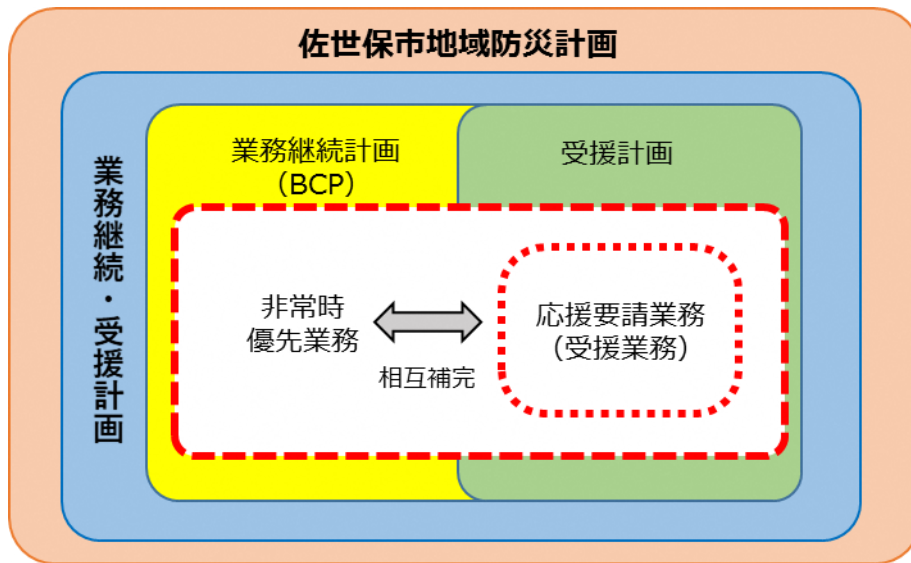 佐世保市地域防災計画
業務継続・受援計画
業務継続計画
（BCP）
受援計画
非常時
優先業務
相互補完
応援要請業務
（受援業務）